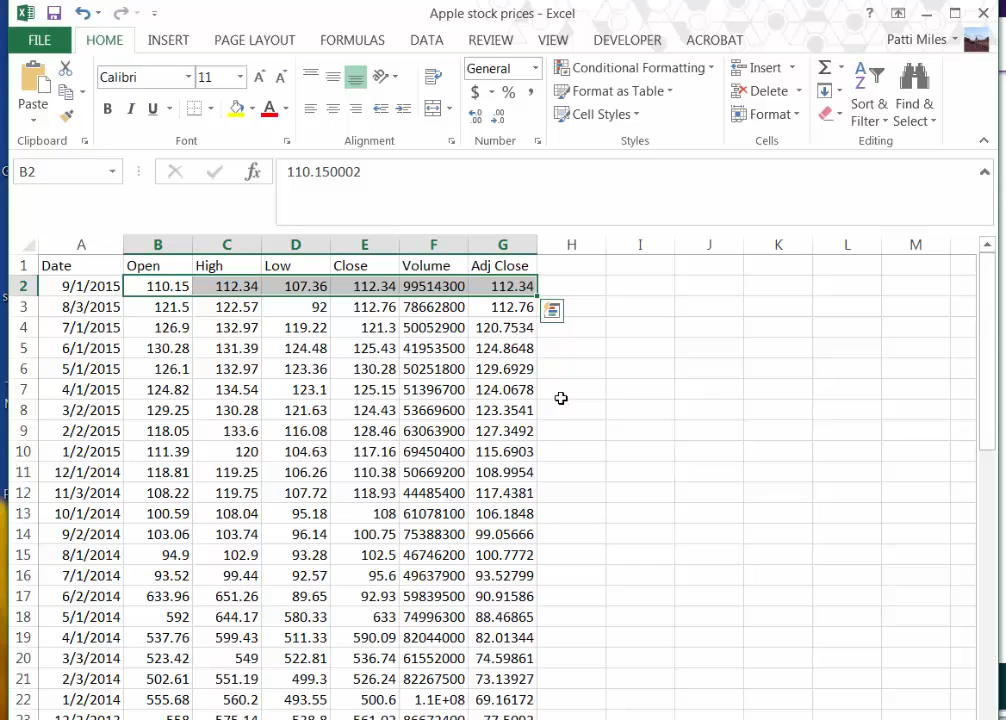 Apple stock prices - Excel
?
FILE HOME INSERT PAGE LAYOUT FORMULAS DATA REVIEW VIEW DEVELOPER ACROBAT Patti Miles
Calibri 11 General Conditional Formatting Insert Σ
Paste B I U $ % , Format as Table Delete Sort & Find &
Cell Styles Format Filter Select
Clipboard Font Alignment Number Styles Cells Editing
B2 fx 110.150002
A B C D E F G H I J K L M
1 Date Open High Low Close Volume Adj Close
2 9/1/2015 110.15 112.34 107.36 112.34 99514300 112.34
3 8/3/2015 121.5 122.57 92 112.76 78662800 112.76
4 7/1/2015 126.9 132.97 119.22 121.3 50052900 120.7534
5 6/1/2015 130.28 131.39 124.48 125.43 41953500 124.8648
6 5/1/2015 126.1 132.97 123.36 130.28 50251800 129.6929
7 4/1/2015 124.82 134.54 123.1 125.15 51396700 124.0678
8 3/2/2015 129.25 130.28 121.63 124.43 53669600 123.3541
9 2/2/2015 118.05 133.6 116.08 128.46 63063900 127.3492
10 1/2/2015 111.39 120 104.63 117.16 69450400 115.6903
11 12/1/2014 118.81 119.25 106.26 110.38 50669200 108.9954
12 11/3/2014 108.22 119.75 107.72 118.93 44485400 117.4381
13 10/1/2014 100.59 108.04 95.18 108 61078100 106.1848
14 9/2/2014 103.06 103.74 96.14 100.75 75388300 99.05666
15 8/1/2014 94.9 102.9 93.28 102.5 46746200 100.7772
16 7/1/2014 93.52 99.44 92.57 95.6 49637900 93.52799
17 6/2/2014 633.96 651.26 89.65 92.93 59839500 90.91586
18 5/1/2014 592 644.17 580.33 633 74996300 88.46865
19 4/1/2014 537.76 599.43 511.33 590.09 82044000 82.01344
20 3/3/2014 523.42 549 522.81 536.74 61552000 74.59861
21 2/3/2014 502.61 551.19 499.3 526.24 82267500 73.13927
22 1/2/2014 555.68 560.2 493.55 500.6 1.1E+08 69.16172